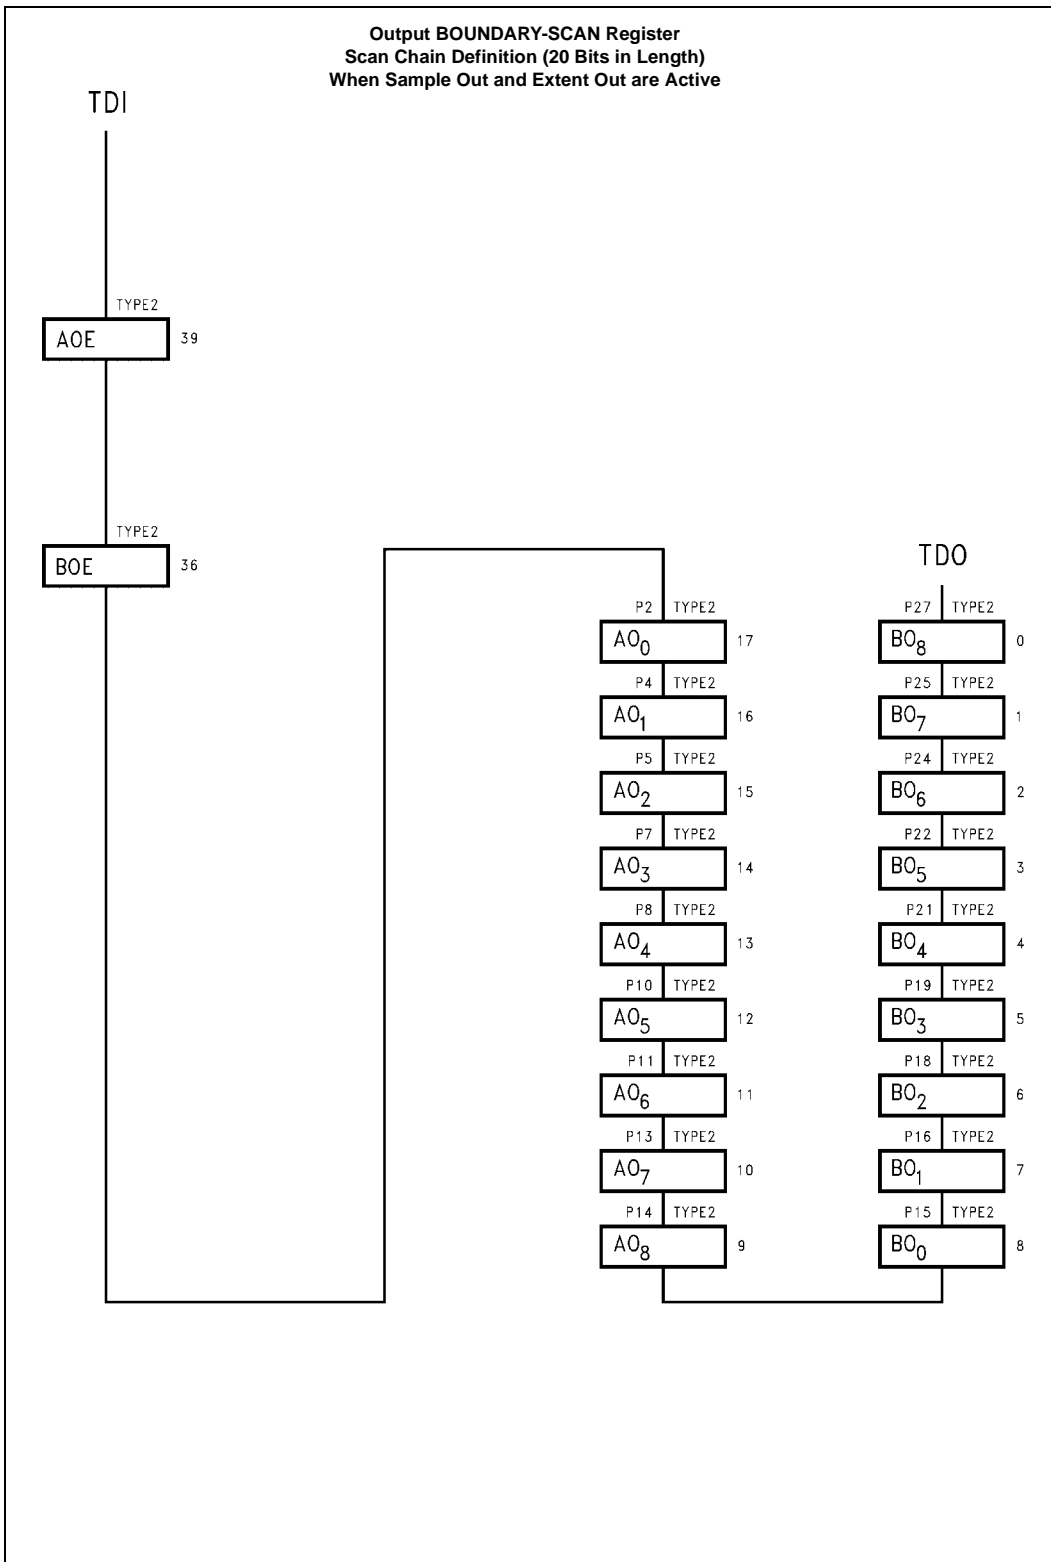 Output BOUNDARY-SCAN Register
Scan Chain Definition (20 Bits in Length)
When Sample Out and Extent Out are Active
TDI
TYPE2
AOE 39
TYPE2
BOE 36
P2 TYPE2
AO0 17
P4 TYPE2
AO1 16
P5 TYPE2
AO2 15
P7 TYPE2
AO3 14
P8 TYPE2
AO4 13
P10 TYPE2
AO5 12
P11 TYPE2
AO6 11
P13 TYPE2
AO7 10
P14 TYPE2
AO8 9
TDO
P27 TYPE2
BO8 0
P25 TYPE2
BO7 1
P24 TYPE2
BO6 2
P22 TYPE2
BO5 3
P21 TYPE2
BO4 4
P19 TYPE2
BO3 5
P18 TYPE2
BO2 6
P16 TYPE2
BO1 7
P15 TYPE2
BO0 8